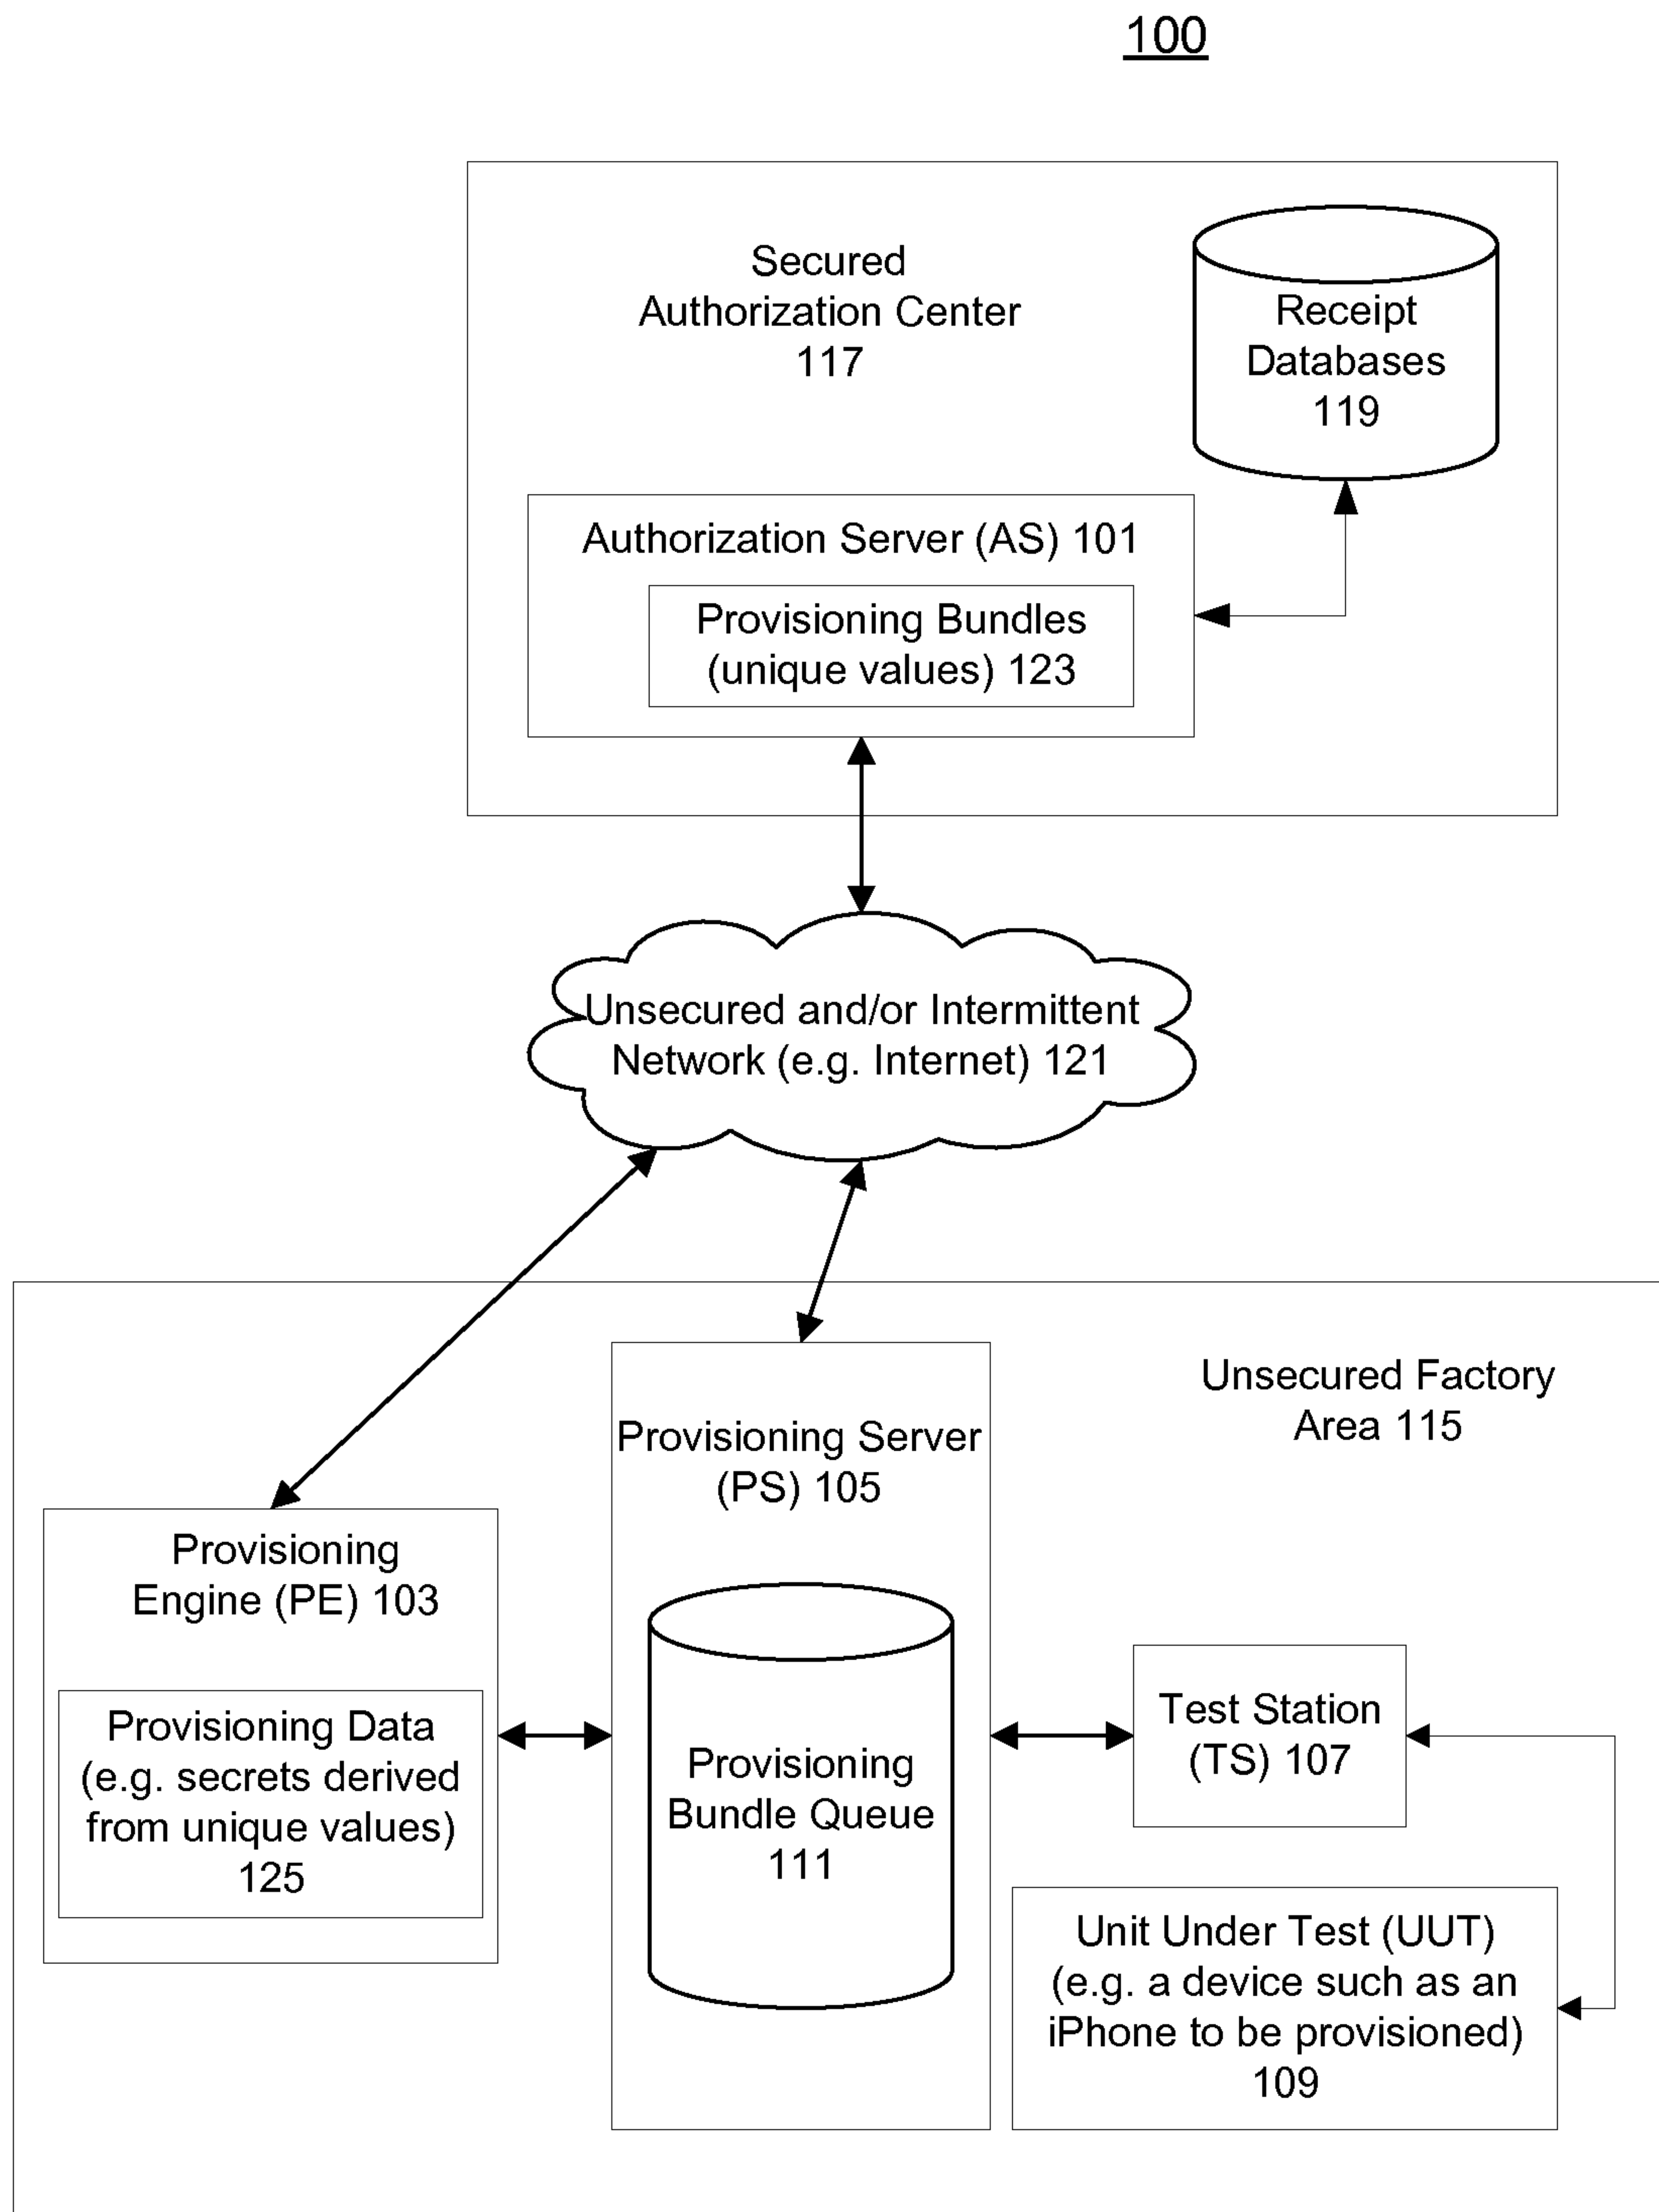 100
Secured
Authorization Center
117
Receipt
Databases
119
Authorization Server (AS) 101
Provisioning Bundles
(unique values) 123
Unsecured and/or Intermittent
Network (e.g. Internet) 121
Unsecured Factory
Area 115
Provisioning Server
(PS) 105
Provisioning
Engine (PE) 103
Provisioning Data
(e.g. secrets derived
from unique values)
125
Provisioning
Bundle Queue
111
Test Station
(TS) 107
Unit Under Test (UUT)
(e.g. a device such as an
iPhone to be provisioned)
109